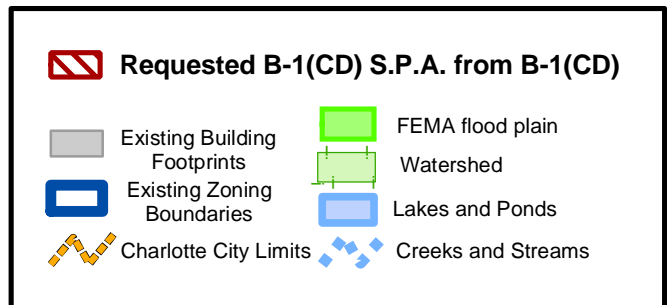 Requested B-1(CD) S.P.A. from B-1(CD)
Existing Building
Footprints
Existing Zoning
Boundaries
Charlotte City Limits
FEMA flood plain
Watershed
Lakes and Ponds
Creeks and Streams